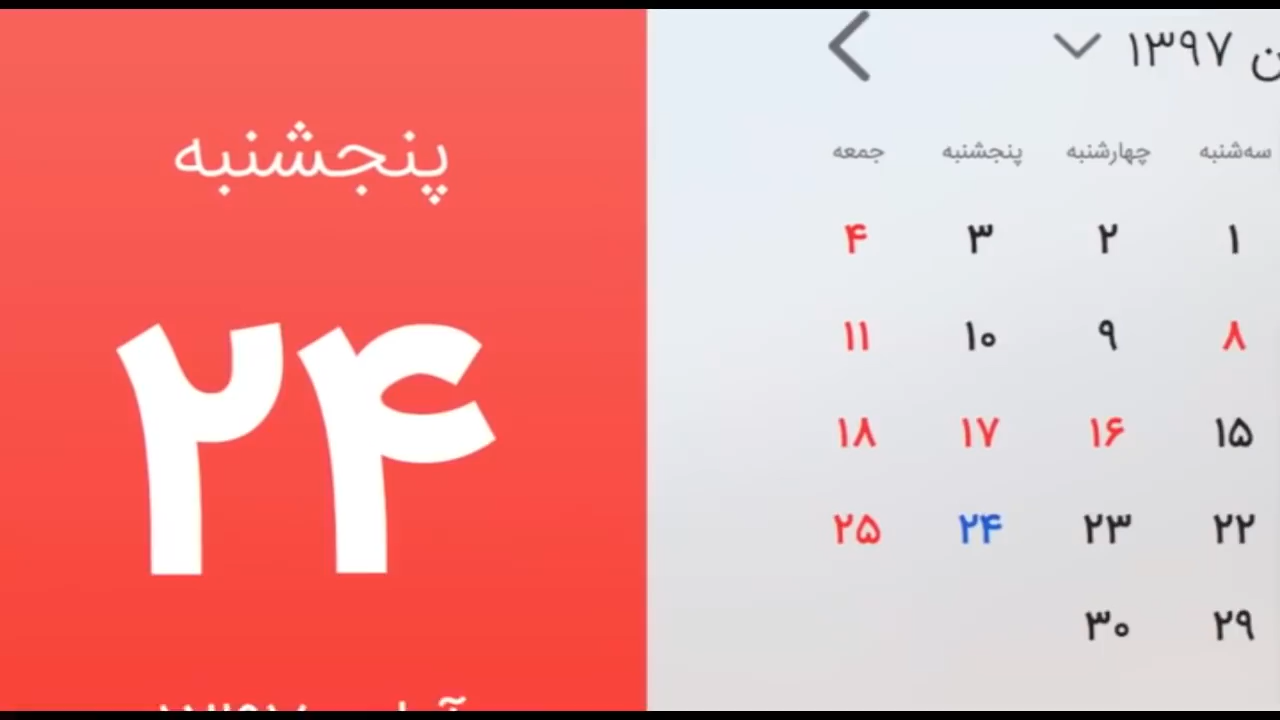 پنجشنبه
۲۴
۱۳۹۷
سه‌شنبه چهارشنبه پنجشنبه جمعه
۱ ۲ ۳ ۴
۸ ۹ ۱۰ ۱۱
۱۵ ۱۶ ۱۷ ۱۸
۲۲ ۲۳ ۲۴ ۲۵
۲۹ ۳۰